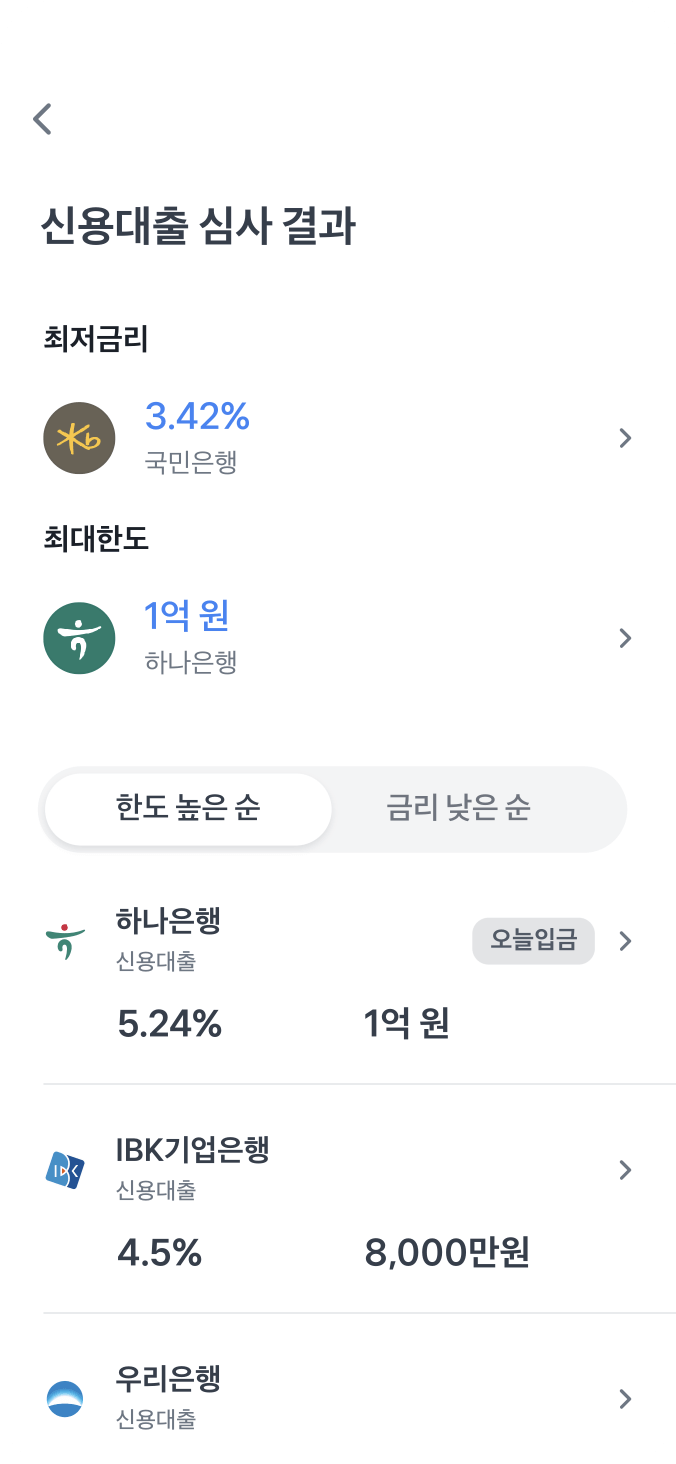 신용대출 심사 결과
최저금리
3.42%
국민은행
최대한도
1억 원
하나은행
한도 높은 순 금리 낮은 순
하나은행
신용대출
오늘입금
5.24% 1억 원
IBK기업은행
신용대출
4.5% 8,000만원
우리은행
신용대출